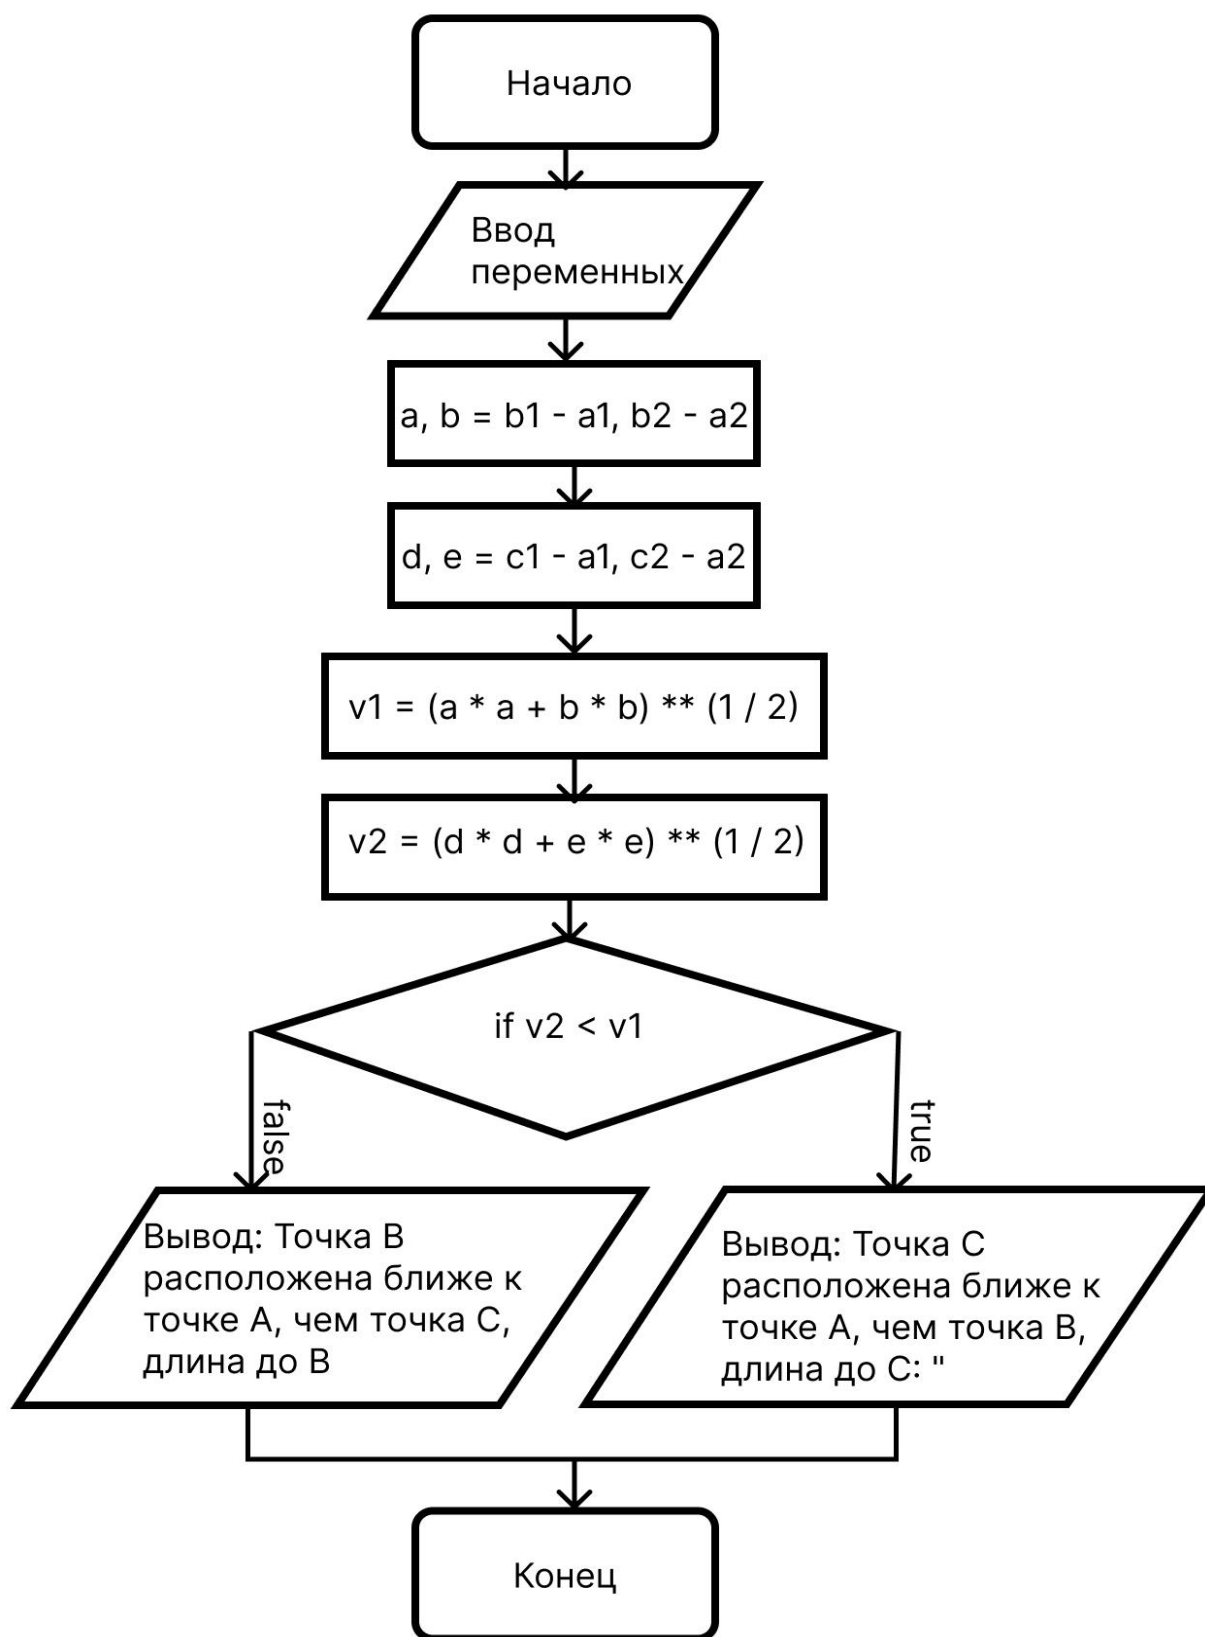 Начало
Ввод
переменных
a, b = b1 - a1, b2 - a2
d, e = c1 - a1, c2 - a2
v1 = (a * a + b * b) ** (1 / 2)
v2 = (d * d + e * e) ** (1 / 2)
if v2 < v1
false
true
Вывод: Точка B
расположена ближе к
точке A, чем точка C,
длина до B
Вывод: Точка C
расположена ближе к
точке A, чем точка B,
длина до C: "
Конец